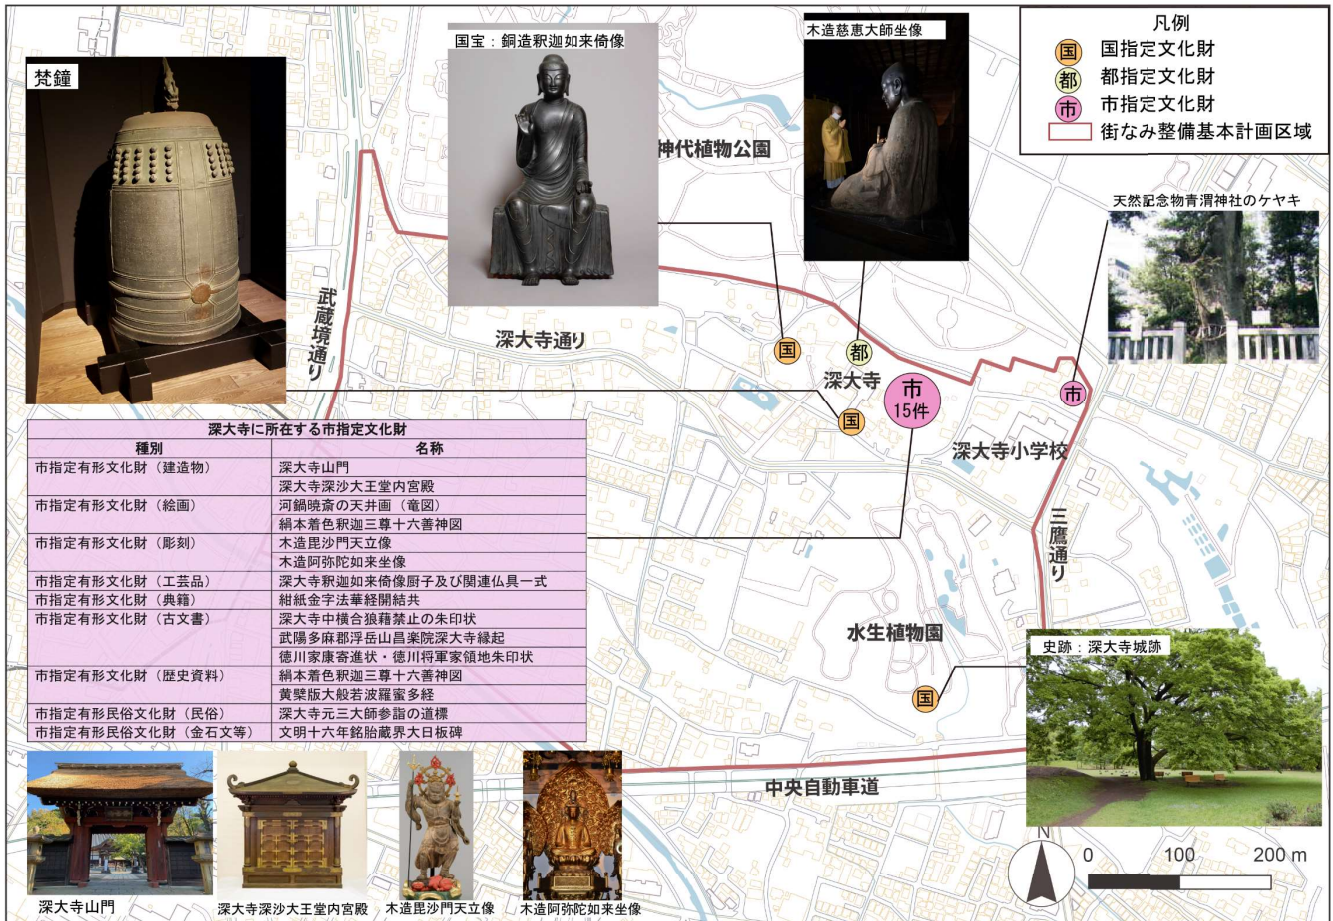 梵鐘
国宝：銅造釈迦如来倚像
木造慈恵大師坐像
凡例
国 国指定文化財
都 都指定文化財
市 市指定文化財
街なみ整備基本計画区域
天然記念物青渭神社のケヤキ
神代植物公園
武蔵境通り
深大寺通り
国
都
深大寺
市
15件
国
市
深大寺小学校
三鷹通り
水生植物園
国
史跡：深大寺城跡
中央自動車道
深大寺に所在する市指定文化財
種別 名称
市指定有形文化財（建造物） 深大寺山門
深大寺深沙大王堂内宮殿
市指定有形文化財（絵画） 河鍋暁斎の天井画（竜図）
絹本着色釈迦三尊十六善神図
市指定有形文化財（彫刻） 木造毘沙門天立像
木造阿弥陀如来坐像
市指定有形文化財（工芸品） 深大寺釈迦如来倚像厨子及び関連仏具一式
市指定有形文化財（典籍） 紺紙金字法華経開結共
市指定有形文化財（古文書） 深大寺中横合狼藉禁止の朱印状
武陽多麻郡浮岳山昌楽院深大寺縁起
徳川家康寄進状・徳川将軍家領地朱印状
市指定有形文化財（歴史資料） 絹本着色釈迦三尊十六善神図
黄檗版大般若波羅蜜多経
市指定有形民俗文化財（民俗） 深大寺元三大師参詣の道標
市指定有形民俗文化財（金石文等） 文明十六年銘胎蔵界大日板碑
深大寺山門
深大寺深沙大王堂内宮殿
木造毘沙門天立像
木造阿弥陀如来坐像
N
0 100 200 m